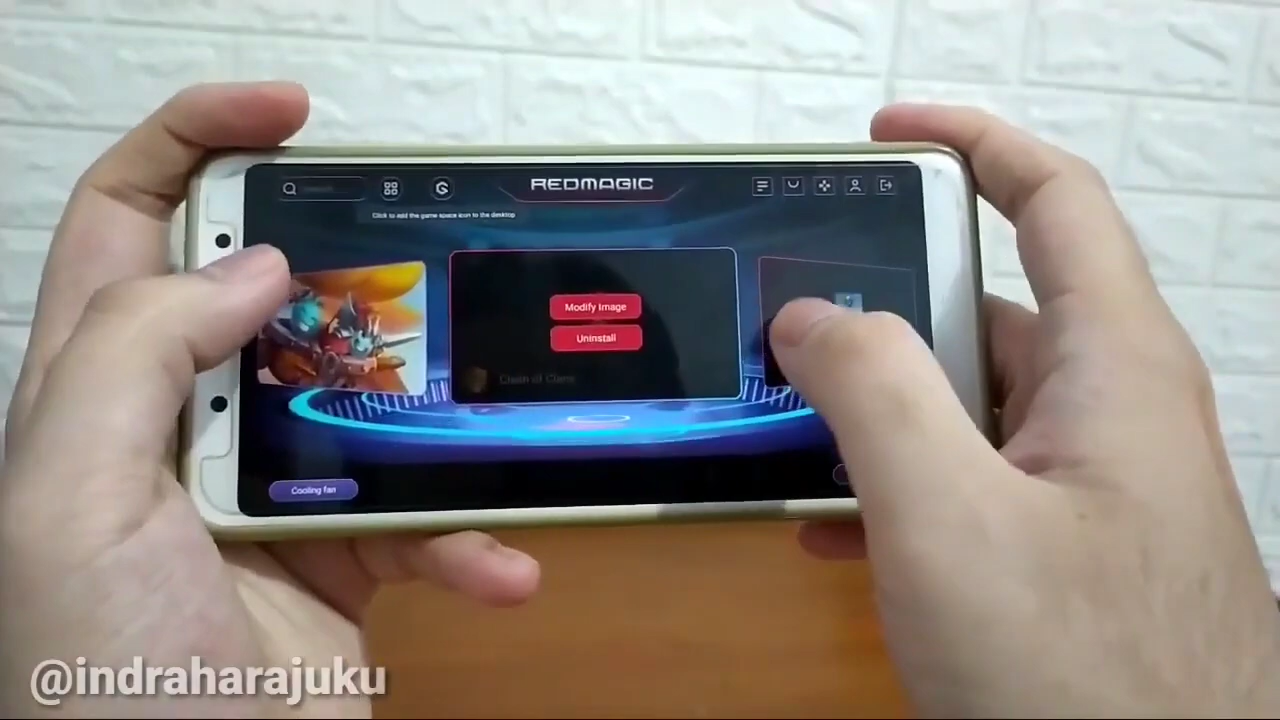 REDMAGIC
Click to add the game space icon to the desktop
Modify Image
Uninstall
Clash of Clans
Cooling fan
@indraharajuku